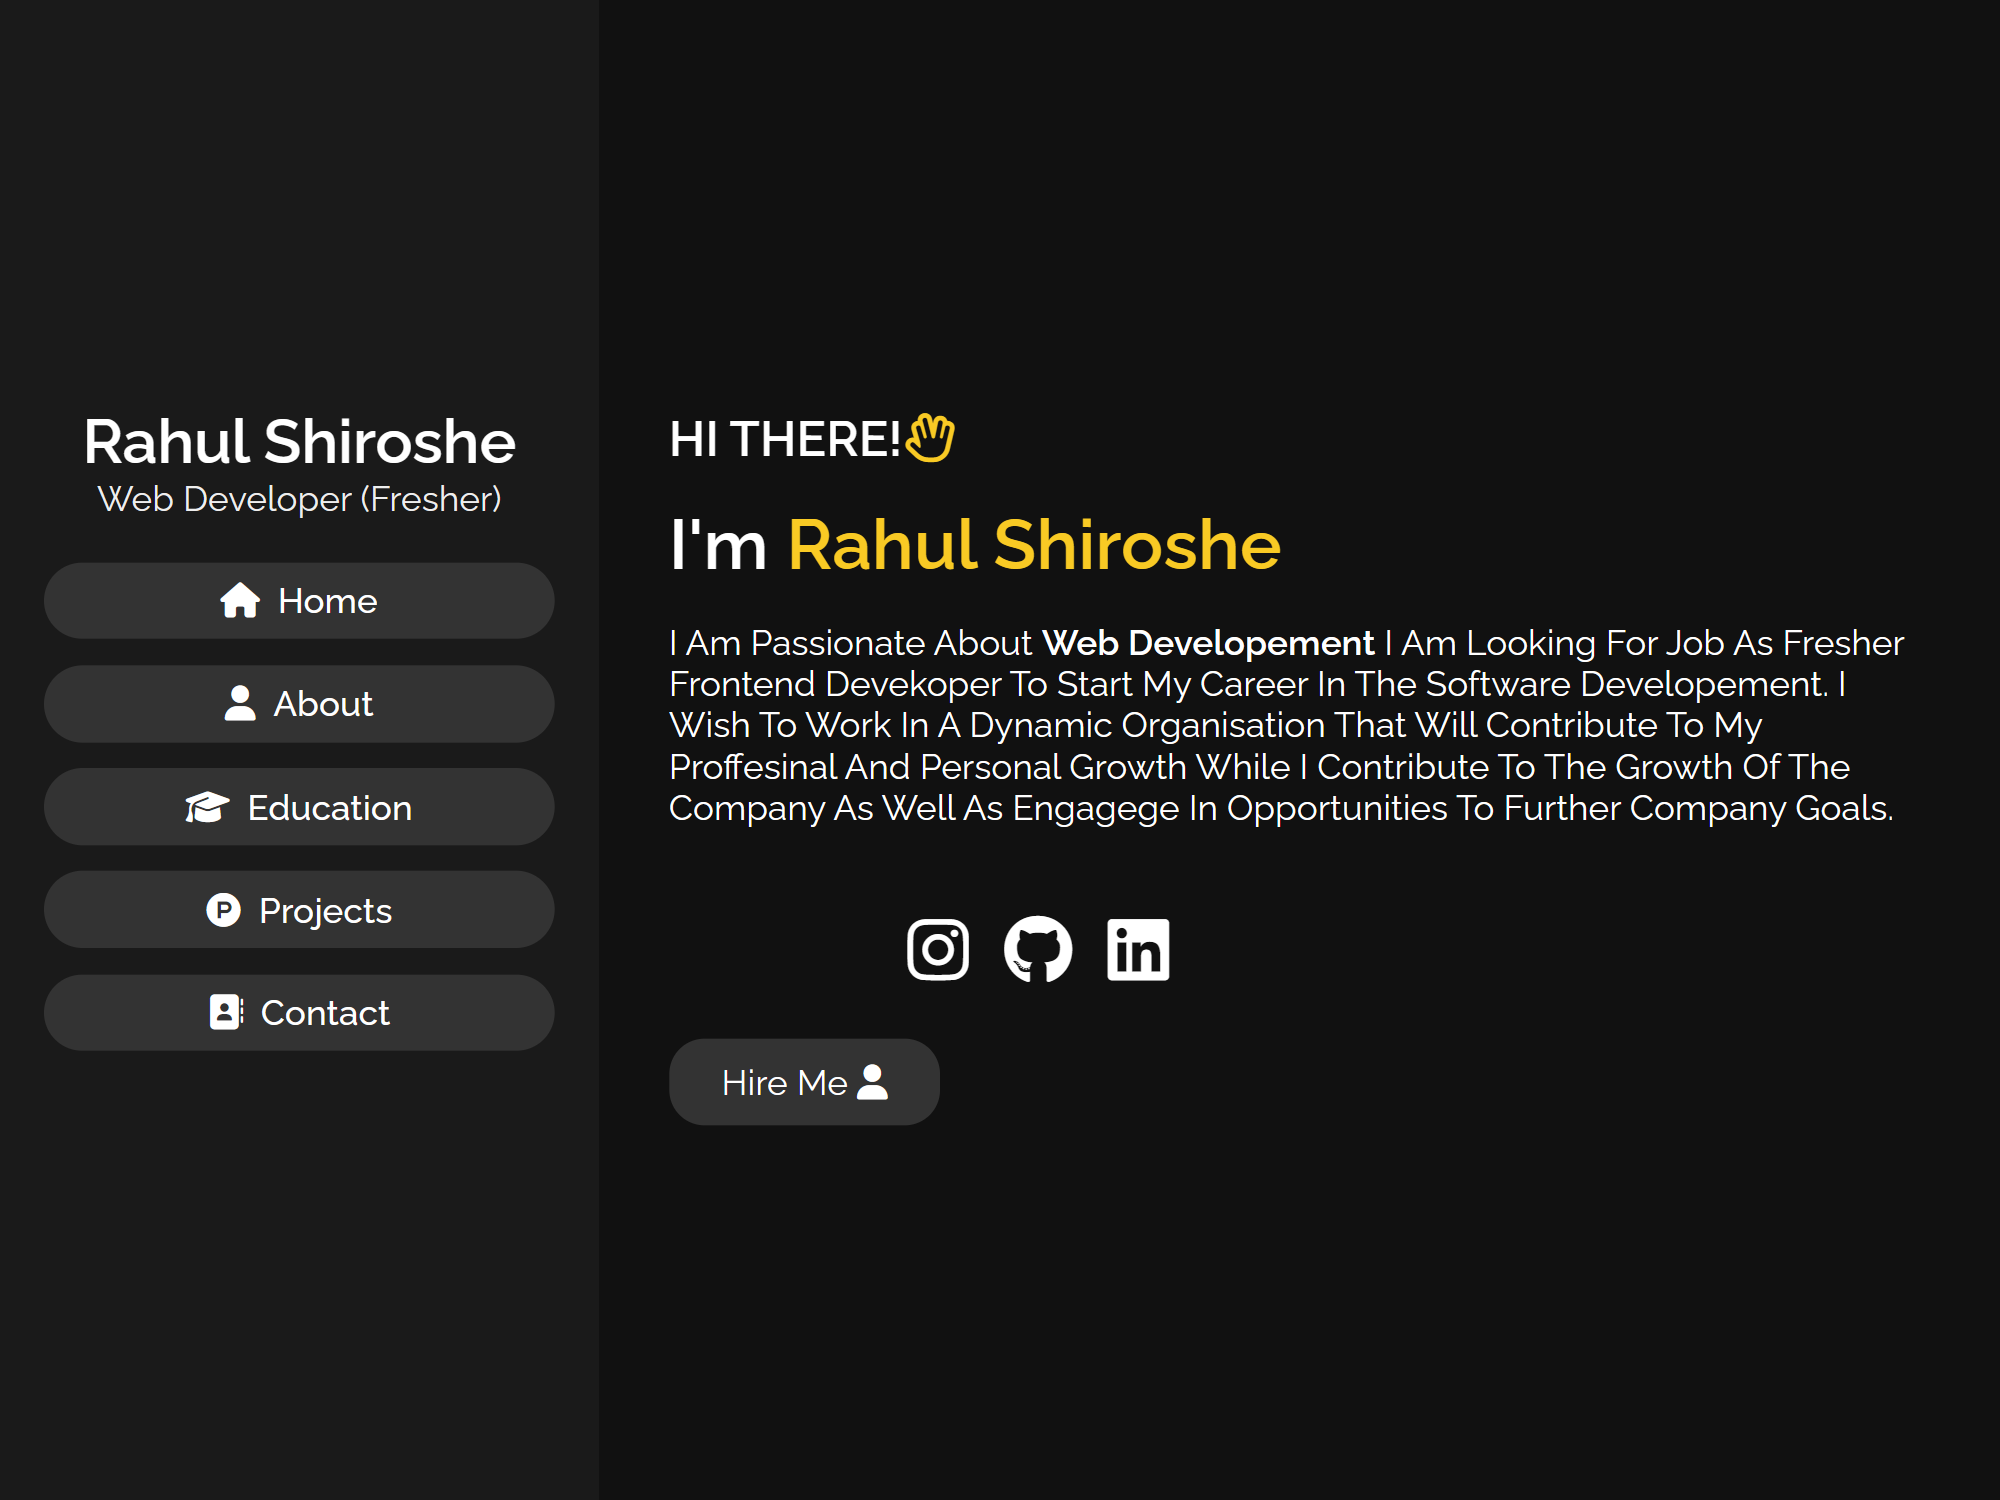 Rahul Shiroshe
Web Developer (Fresher)
Home
About
Education
Projects
Contact
HI THERE!
I'm Rahul Shiroshe
I Am Passionate About Web Developement I Am Looking For Job As Fresher
Frontend Devekoper To Start My Career In The Software Developement. I
Wish To Work In A Dynamic Organisation That Will Contribute To My
Proffesinal And Personal Growth While I Contribute To The Growth Of The
Company As Well As Engagege In Opportunities To Further Company Goals.
Hire Me